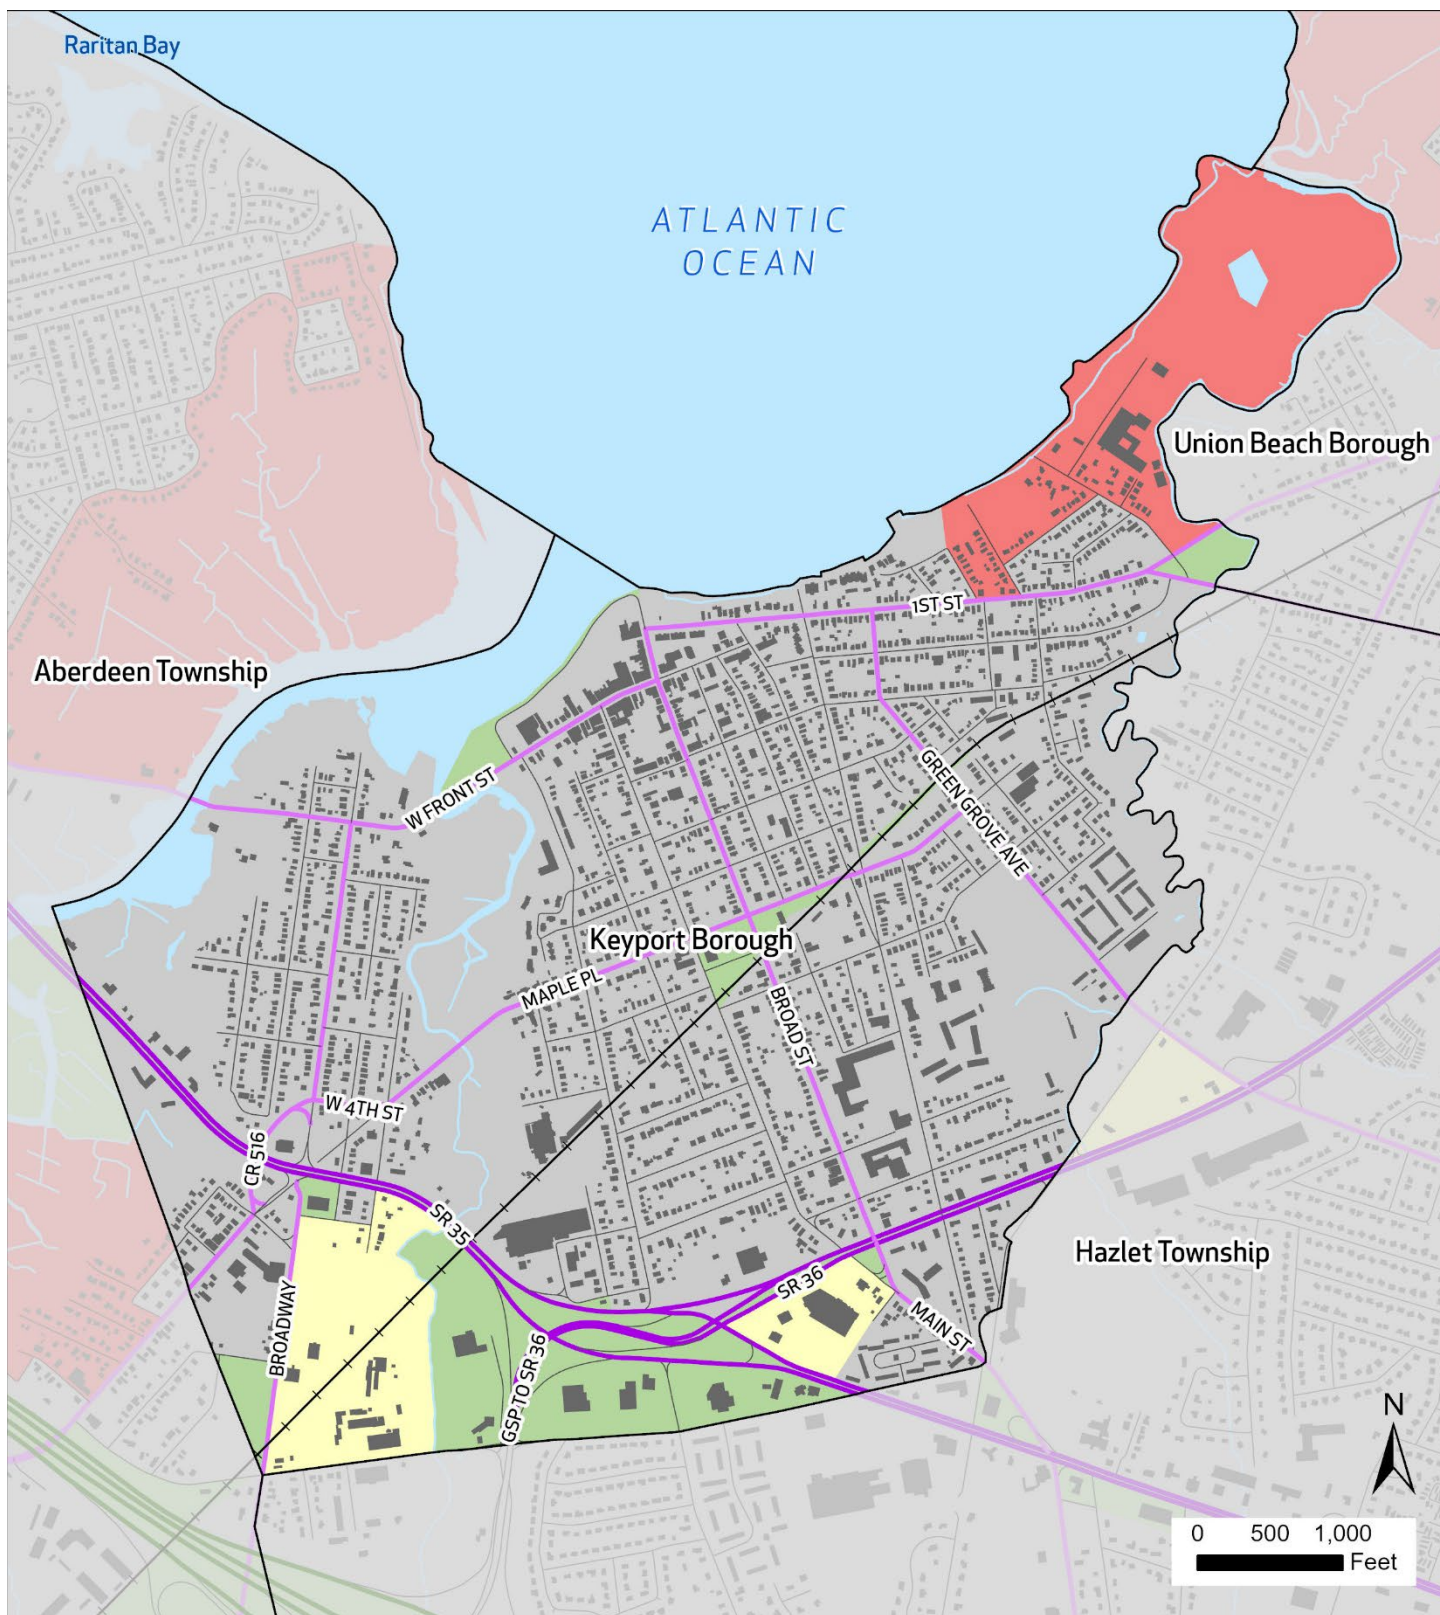 Raritan Bay
ATLANTIC
OCEAN
Union Beach Borough
1ST ST
Aberdeen Township
W FRONT ST
GREEN GROVE AVE
Keyport Borough
MAPLE PL
BROAD ST
W 4TH ST
CR 516
SR 35
Hazlet Township
SR 36
BROADWAY
MAIN ST
GSP TO SR 36
N
0 500 1,000
Feet